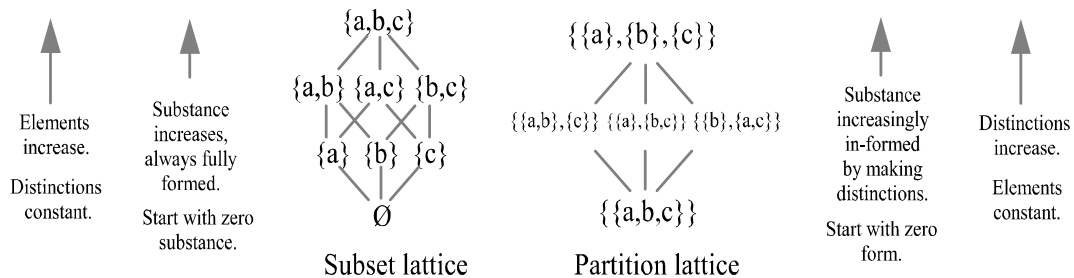 Elements
increase.
Distinctions
constant.
Substance
increases,
always fully
formed.
Start with zero
substance.
{a,b,c}
{a,b} {a,c} {b,c}
{a} {b} {c}
Ø
Subset lattice
{{a},{b},{c}}
{{a,b},{c}} {{a},{b,c}} {{b},{a,c}}
{{a,b,c}}
Partition lattice
Substance
increasingly
in-formed
by making
distinctions.
Start with zero
form.
Distinctions
increase.
Elements
constant.